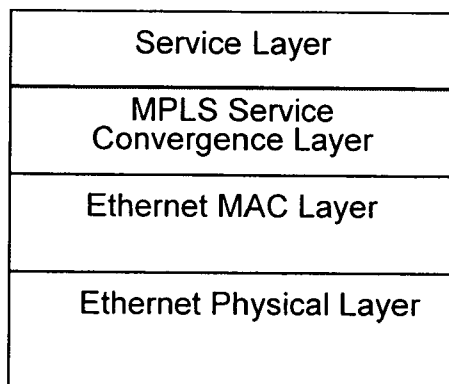 Service Layer
MPLS Service
Convergence Layer
Ethernet MAC Layer
Ethernet Physical Layer